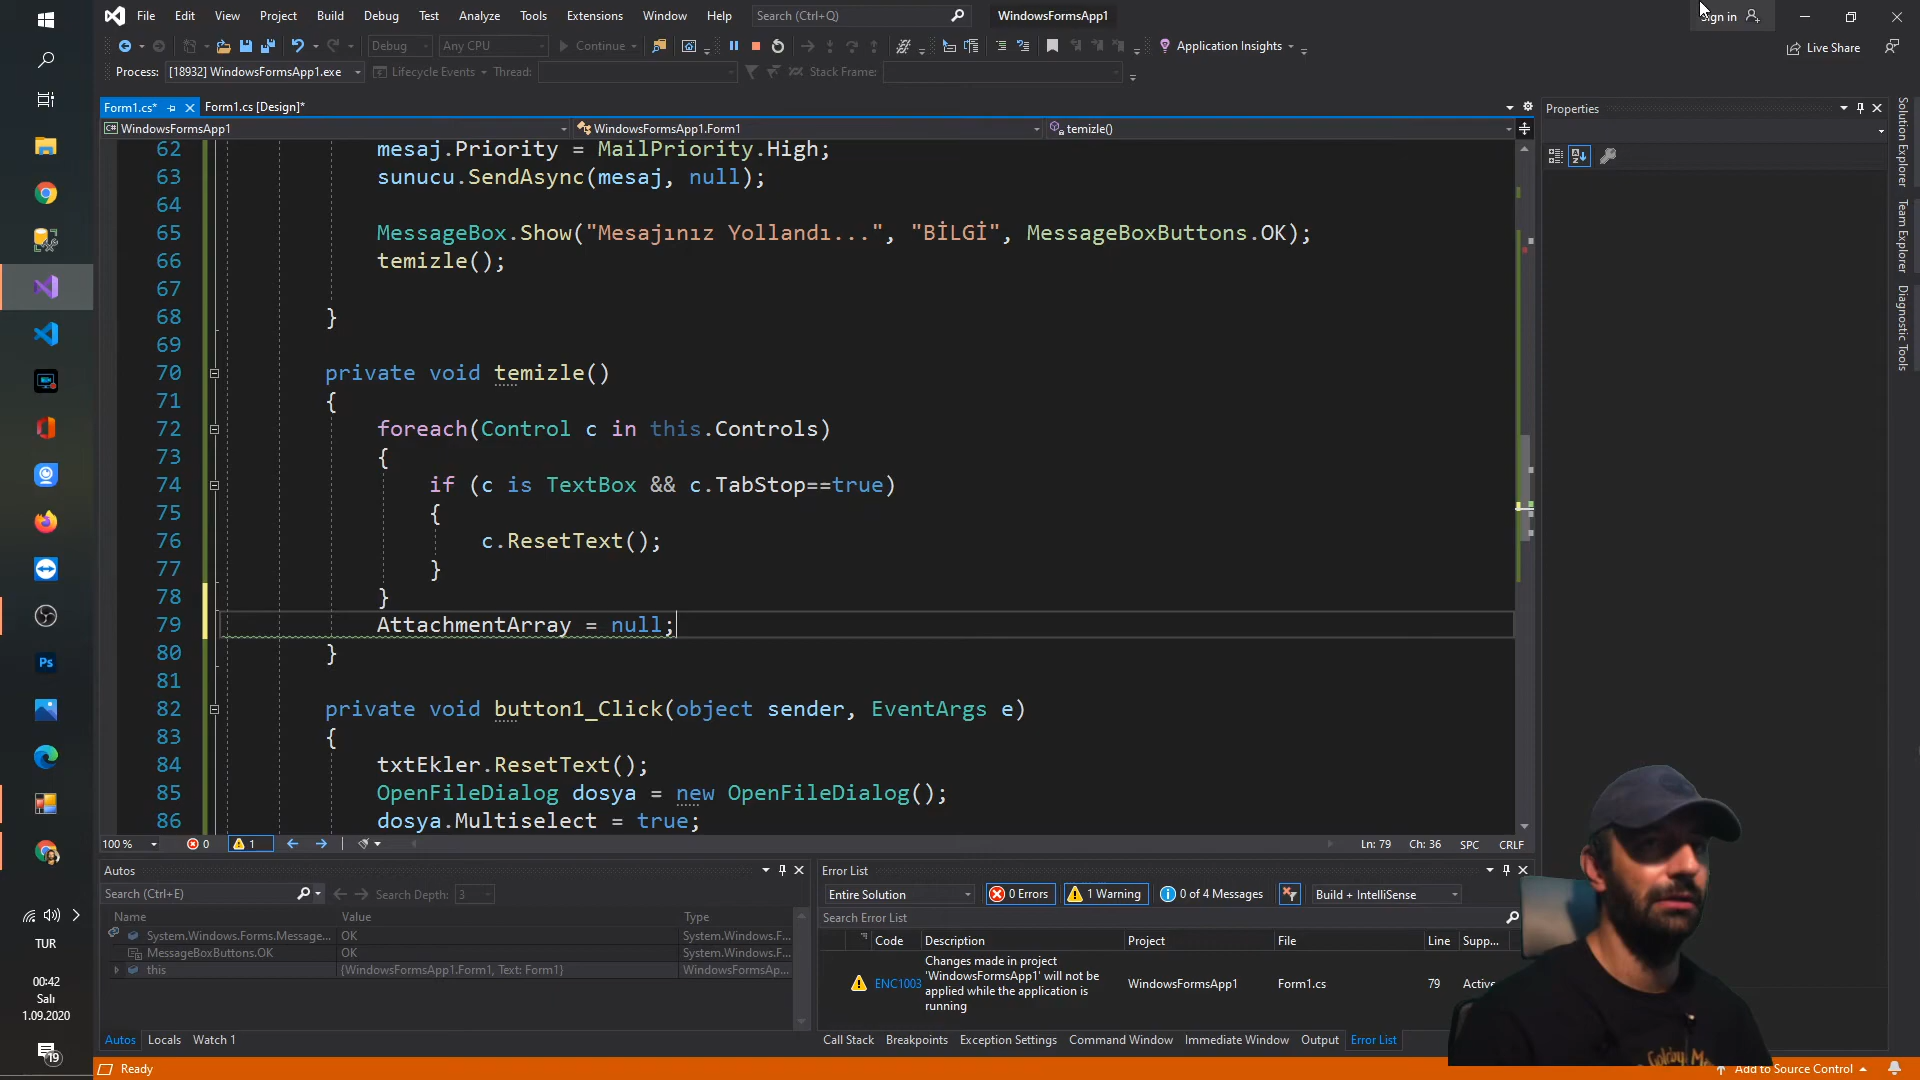 File Edit View Project Build Debug Test Analyze Tools Extensions Window Help Search (Ctrl+Q) WindowsFormsApp1 Sign in
Debug Any CPU Continue Application Insights Live Share
Process: [18932] WindowsFormsApp1.exe Lifecycle Events Thread: Stack Frame:
Form1.cs* Form1.cs [Design]* Properties
WindowsFormsApp1 WindowsFormsApp1.Form1 temizle()
62 mesaj.Priority = MailPriority.High;
63 sunucu.SendAsync(mesaj, null);
64
65 MessageBox.Show("Mesajınız Yollandı...", "BİLGİ", MessageBoxButtons.OK);
66 temizle();
67
68 }
69
70 private void temizle()
71 {
72 foreach(Control c in this.Controls)
73 {
74 if (c is TextBox && c.TabStop==true)
75 {
76 c.ResetText();
77 }
78 }
79 AttachmentArray = null;
80 }
81
82 private void button1_Click(object sender, EventArgs e)
83 {
84 txtEkler.ResetText();
85 OpenFileDialog dosya = new OpenFileDialog();
86 dosya.Multiselect = true;
100 % 0 1 Ln: 79 Ch: 36 SPC CRLF
Solution Explorer
Team Explorer
Diagnostic Tools
Autos
Search (Ctrl+E) Search Depth: 3
Name Value Type
System.Windows.Forms.Message... OK System.Windows.F...
MessageBoxButtons.OK OK System.Windows.F...
this {WindowsFormsApp1.Form1, Text: Form1} WindowsFormsAp...
Autos Locals Watch 1
Error List
Entire Solution 0 Errors 1 Warning 0 of 4 Messages Build + IntelliSense
Search Error List
Code Description Project File Line Supp...
ENC1003 Changes made in project
'WindowsFormsApp1' will not be
applied while the application is
running
WindowsFormsApp1 Form1.cs 79 Active
Call Stack Breakpoints Exception Settings Command Window Immediate Window Output Error List
Ready Add to Source Control
Ps
TUR
00:42
Salı
1.09.2020
19